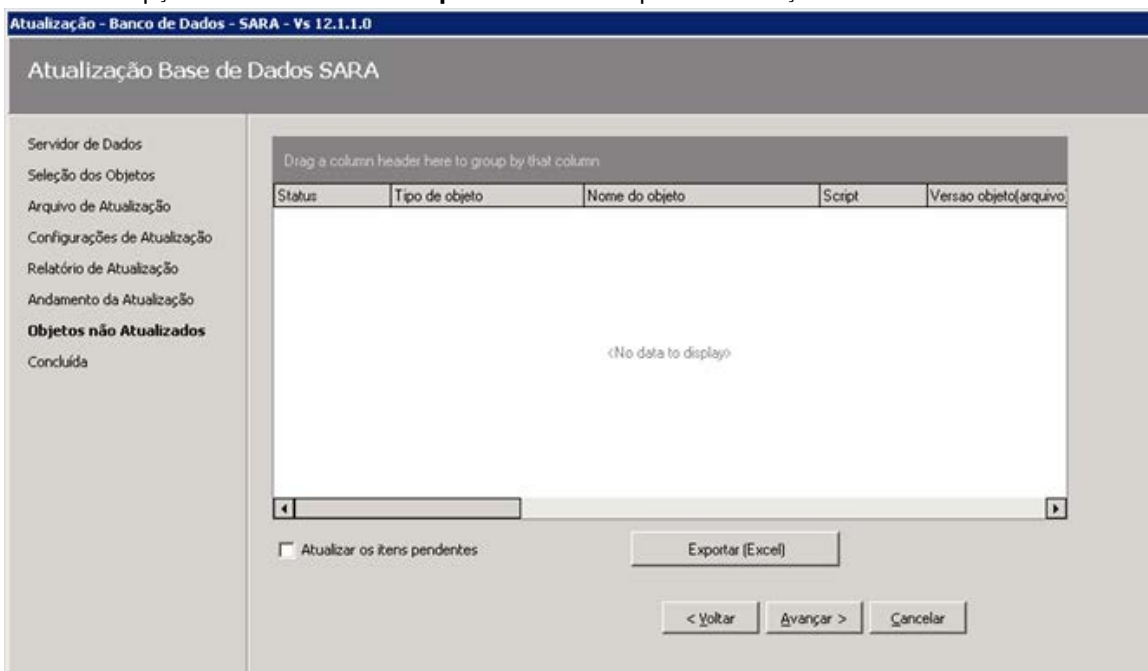 Atualização - Banco de Dados - SARA - Vs 12.1.1.0
Atualização Base de Dados SARA
Servidor de Dados
Seleção dos Objetos
Arquivo de Atualização
Configurações de Atualização
Relatório de Atualização
Andamento da Atualização
Objetos não Atualizados
Concluída
Drag a column header here to group by that column
Status Tipo de objeto Nome do objeto Script Versao objeto(arquivo)
<No data to display>
Atualizar os itens pendentes
Exportar (Excel)
< Voltar Avançar > Cancelar